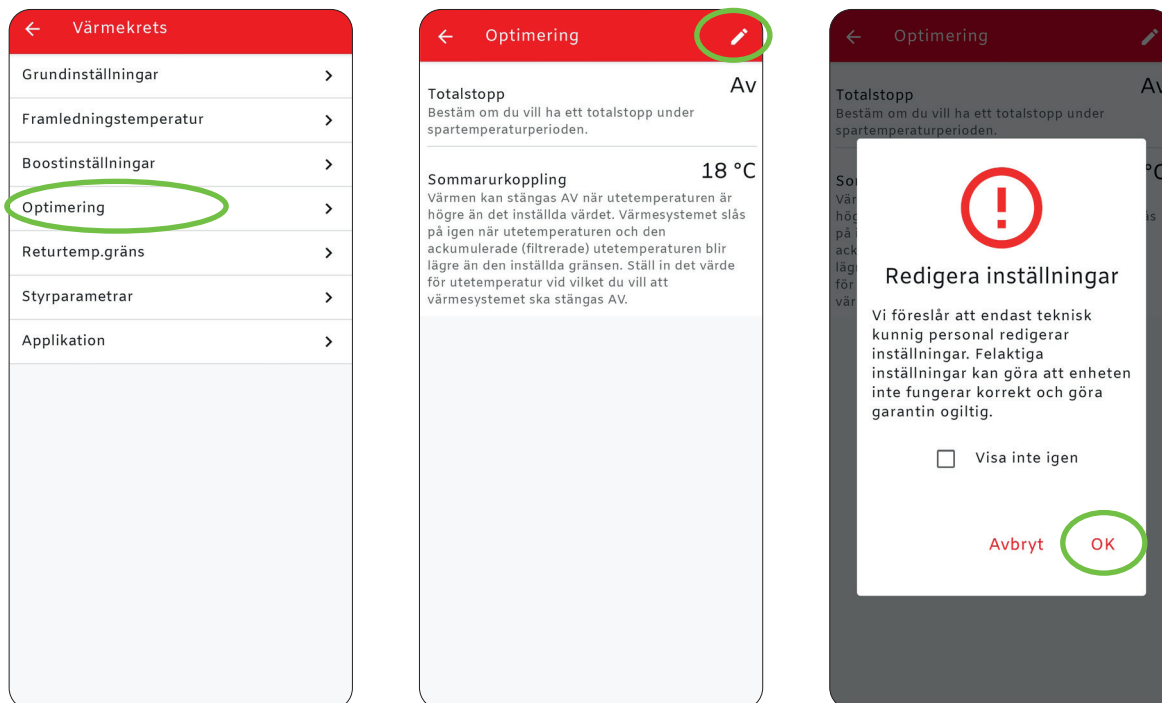 Värmekrets
Grundinställningar
Framledningstemperatur
Boostinställningar
Optimering
Returtemp.gräns
Styrparametrar
Applikation
Optimering
Totalstopp
Av
Bestäm om du vill ha ett totalstopp under
spartemperaturperioden.
Sommarurkoppling
18 °C
Värmen kan stängas AV när utetemperaturen är
högre än det inställda värdet. Värmesystemet slås
på igen när utetemperaturen och den
ackumulerade (filtrerade) utetemperaturen blir
lägre än den inställda gränsen. Ställ in det värde
för utetemperatur vid vilket du vill att
värmesystemet ska stängas AV.
Optimering
Totalstopp
Av
Bestäm om du vill ha ett totalstopp under
spartemperaturperioden.
Redigera inställningar
Vi föreslår att endast teknisk
kunnig personal redigerar
inställningar. Felaktiga
inställningar kan göra att enheten
inte fungerar korrekt och göra
garantin ogiltig.
Visa inte igen
Avbryt
OK